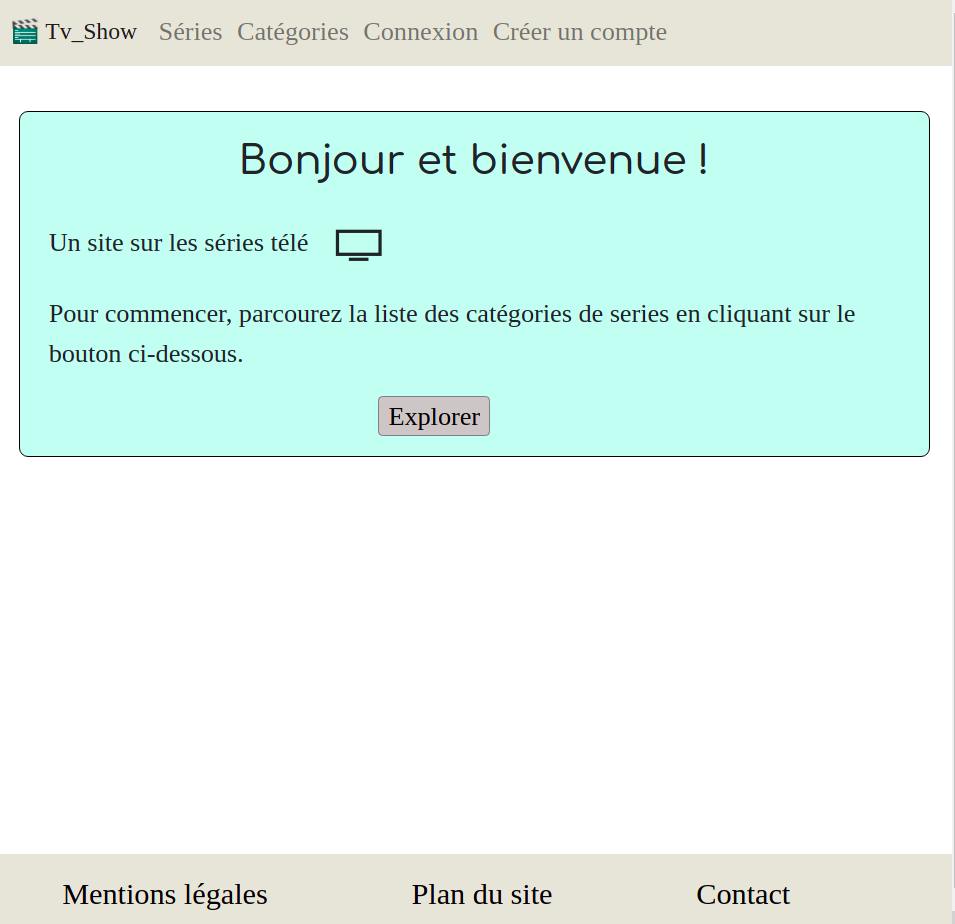 Tv_Show Séries Catégories Connexion Créer un compte
Bonjour et bienvenue !
Un site sur les séries télé
Pour commencer, parcourez la liste des catégories de series en cliquant sur le
bouton ci-dessous.
Explorer
Mentions légales Plan du site Contact